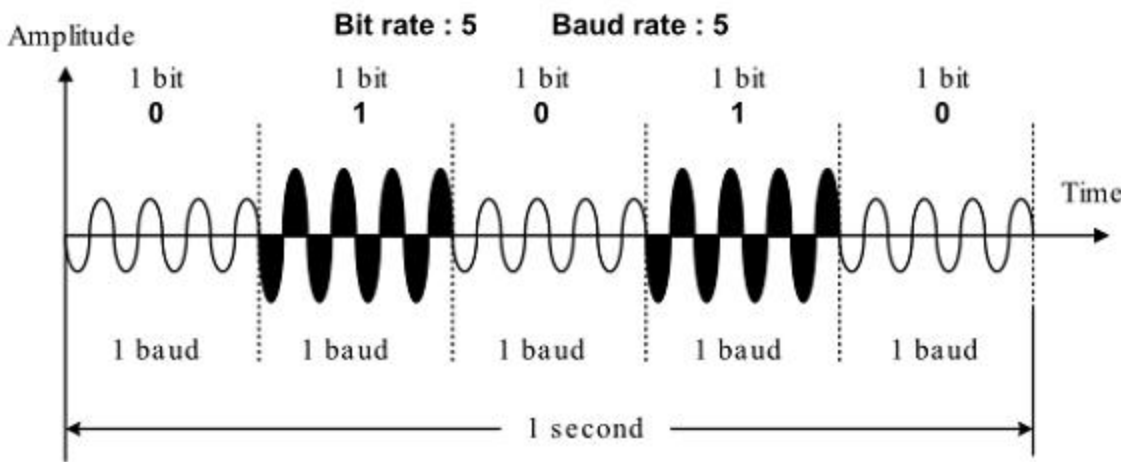 Bit rate : 5 Baud rate : 5
Amplitude
1 bit 1 bit 1 bit 1 bit 1 bit
0 1 0 1 0
Time
1 baud 1 baud 1 baud 1 baud 1 baud
1 second